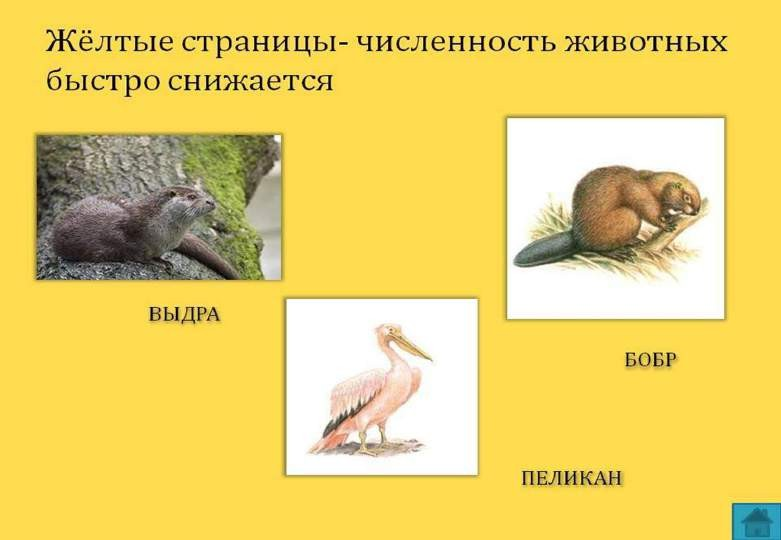 Жёлтые страницы- численность животных
быстро снижается
ВЫДРА
БОБР
ПЕЛИКАН